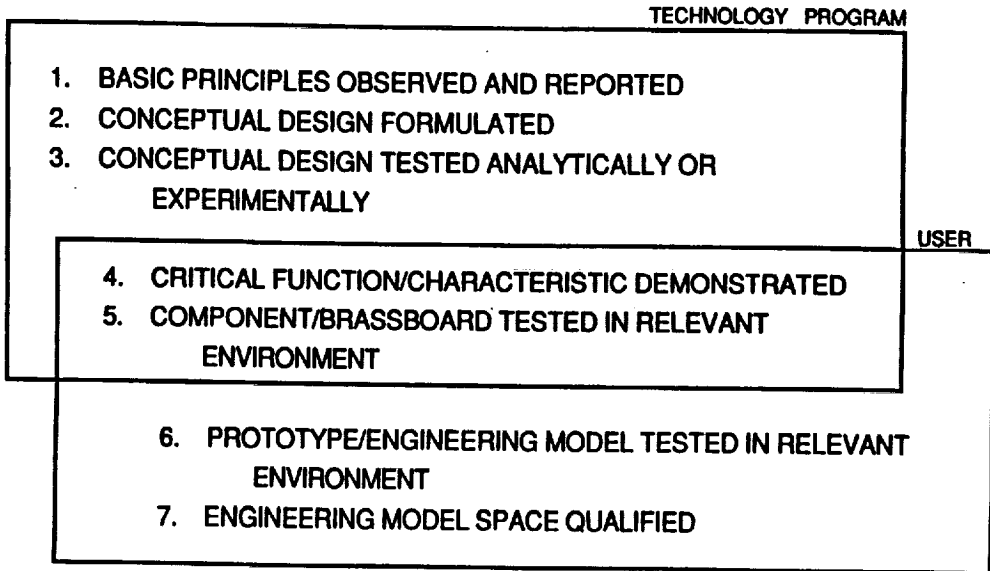 TECHNOLOGY PROGRAM
1. BASIC PRINCIPLES OBSERVED AND REPORTED
2. CONCEPTUAL DESIGN FORMULATED
3. CONCEPTUAL DESIGN TESTED ANALYTICALLY OR
EXPERIMENTALLY
USER
4. CRITICAL FUNCTION/CHARACTERISTIC DEMONSTRATED
5. COMPONENT/BRASSBOARD TESTED IN RELEVANT
ENVIRONMENT
6. PROTOTYPE/ENGINEERING MODEL TESTED IN RELEVANT
ENVIRONMENT
7. ENGINEERING MODEL SPACE QUALIFIED